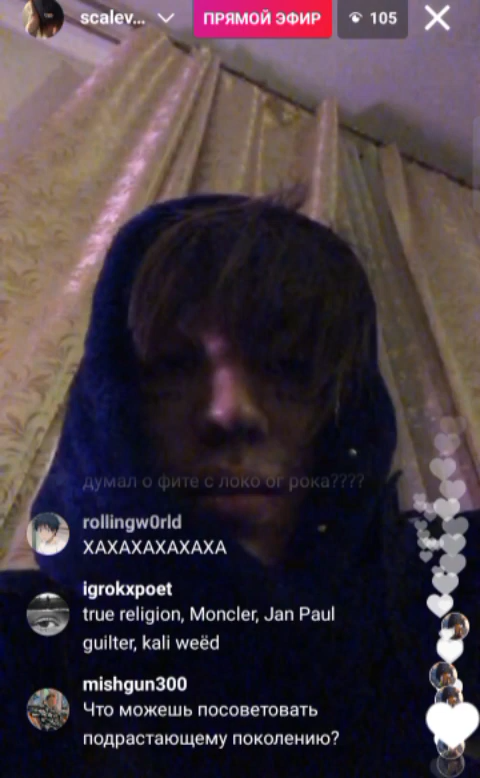 scalev...
ПРЯМОЙ ЭФИР
105
думал о фите с локо ог рока????
rollingw0rld
ХАХАХАХАХАХА
igrokxpoet
true religion, Moncler, Jan Paul
guilter, kali weëd
mishgun300
Что можешь посоветовать
подрастающему поколению?